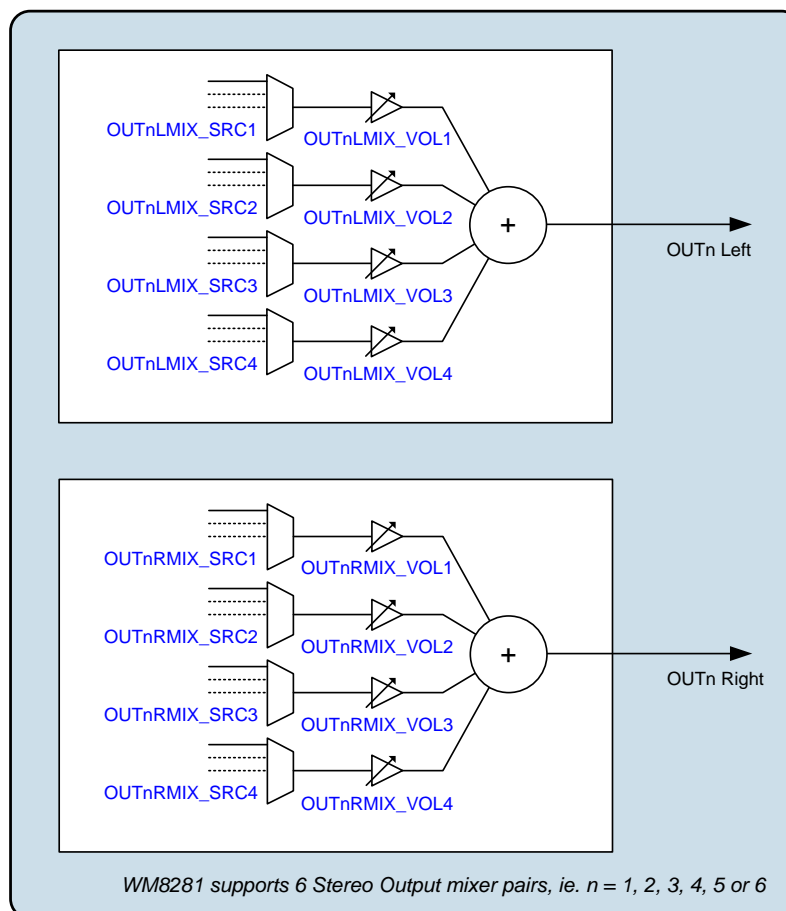 OUTnLMIX_SRC1
OUTnLMIX_VOL1
OUTnLMIX_SRC2
OUTnLMIX_VOL2
+
OUTn Left
OUTnLMIX_SRC3
OUTnLMIX_VOL3
OUTnLMIX_SRC4
OUTnLMIX_VOL4
OUTnRMIX_SRC1
OUTnRMIX_VOL1
OUTnRMIX_SRC2
OUTnRMIX_VOL2
+
OUTn Right
OUTnRMIX_SRC3
OUTnRMIX_VOL3
OUTnRMIX_SRC4
OUTnRMIX_VOL4
WM8281 supports 6 Stereo Output mixer pairs, ie. n = 1, 2, 3, 4, 5 or 6